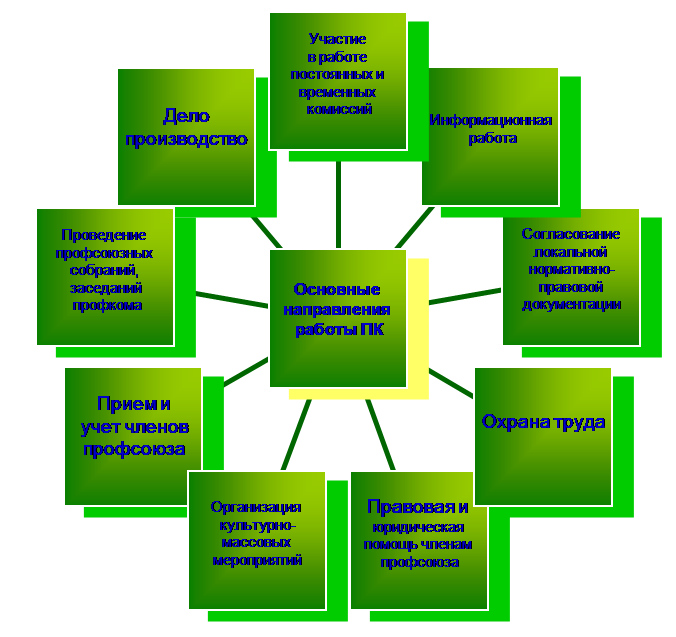 Участие
в работе
постоянных и
временных
комиссий
Информационная
работа
Согласование
локальной
нормативно-
правовой
документации
Охрана труда
Правовая и
юридическая
помощь членам
профсоюза
Организация
культурно-
массовых
мероприятий
Прием и
учет членов
профсоюза
Проведение
профсоюзных
собраний,
заседаний
профкома
Дело
производство
Основные
направления
работы ПК